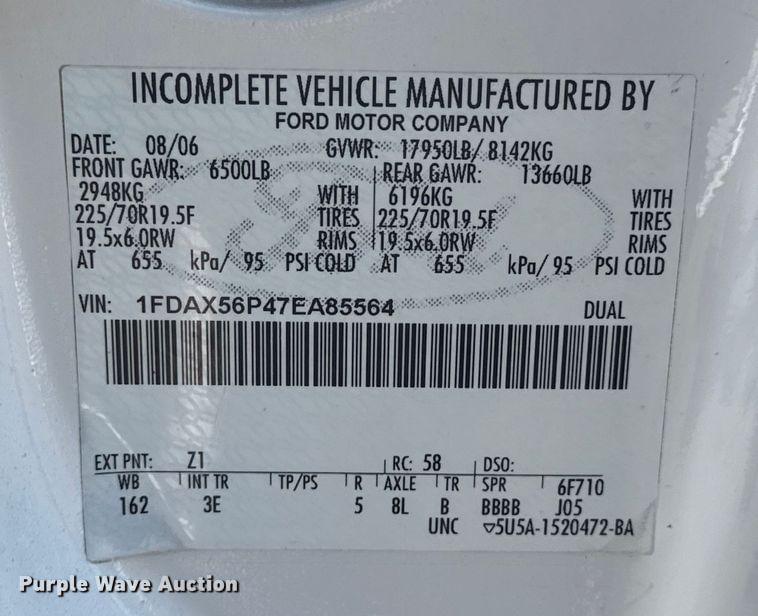 INCOMPLETE VEHICLE MANUFACTURED BY
FORD MOTOR COMPANY
DATE: 08/06 GVWR: 17950LB/ 8142KG
FRONT GAWR: 6500LB REAR GAWR: 13660LB
2948KG WITH 6196KG WITH
225/70R19.5F TIRES 225/70R19.5F TIRES
19.5x6.0RW RIMS 19.5x6.0RW RIMS
AT 655 kPa/ 95 PSI COLD AT 655 kPa/ 95 PSI COLD
VIN: 1FDAX56P47EA85564 DUAL
EXT PNT: Z1 RC: 58 DSO:
WB INT TR TP/PS R AXLE TR SPR 6F710
162 3E 5 8L B BBBB J05
UNC ▽5U5A-1520472-BA
Purple Wave Auction